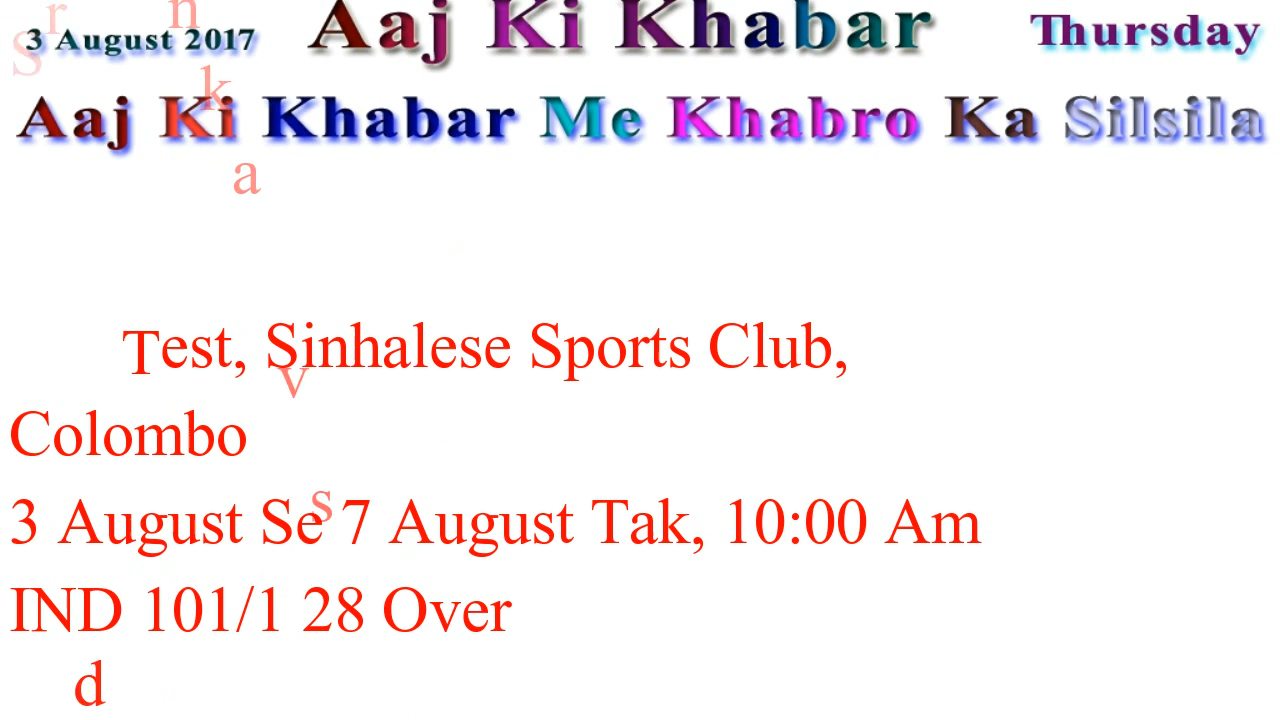 3 August 2017 Aaj Ki Khabar Thursday
Aaj Ki Khabar Me Khabro Ka Silsila
Test, Sinhalese Sports Club,
Colombo
3 August Se 7 August Tak, 10:00 Am
IND 101/1 28 Over
S r n k a v s d